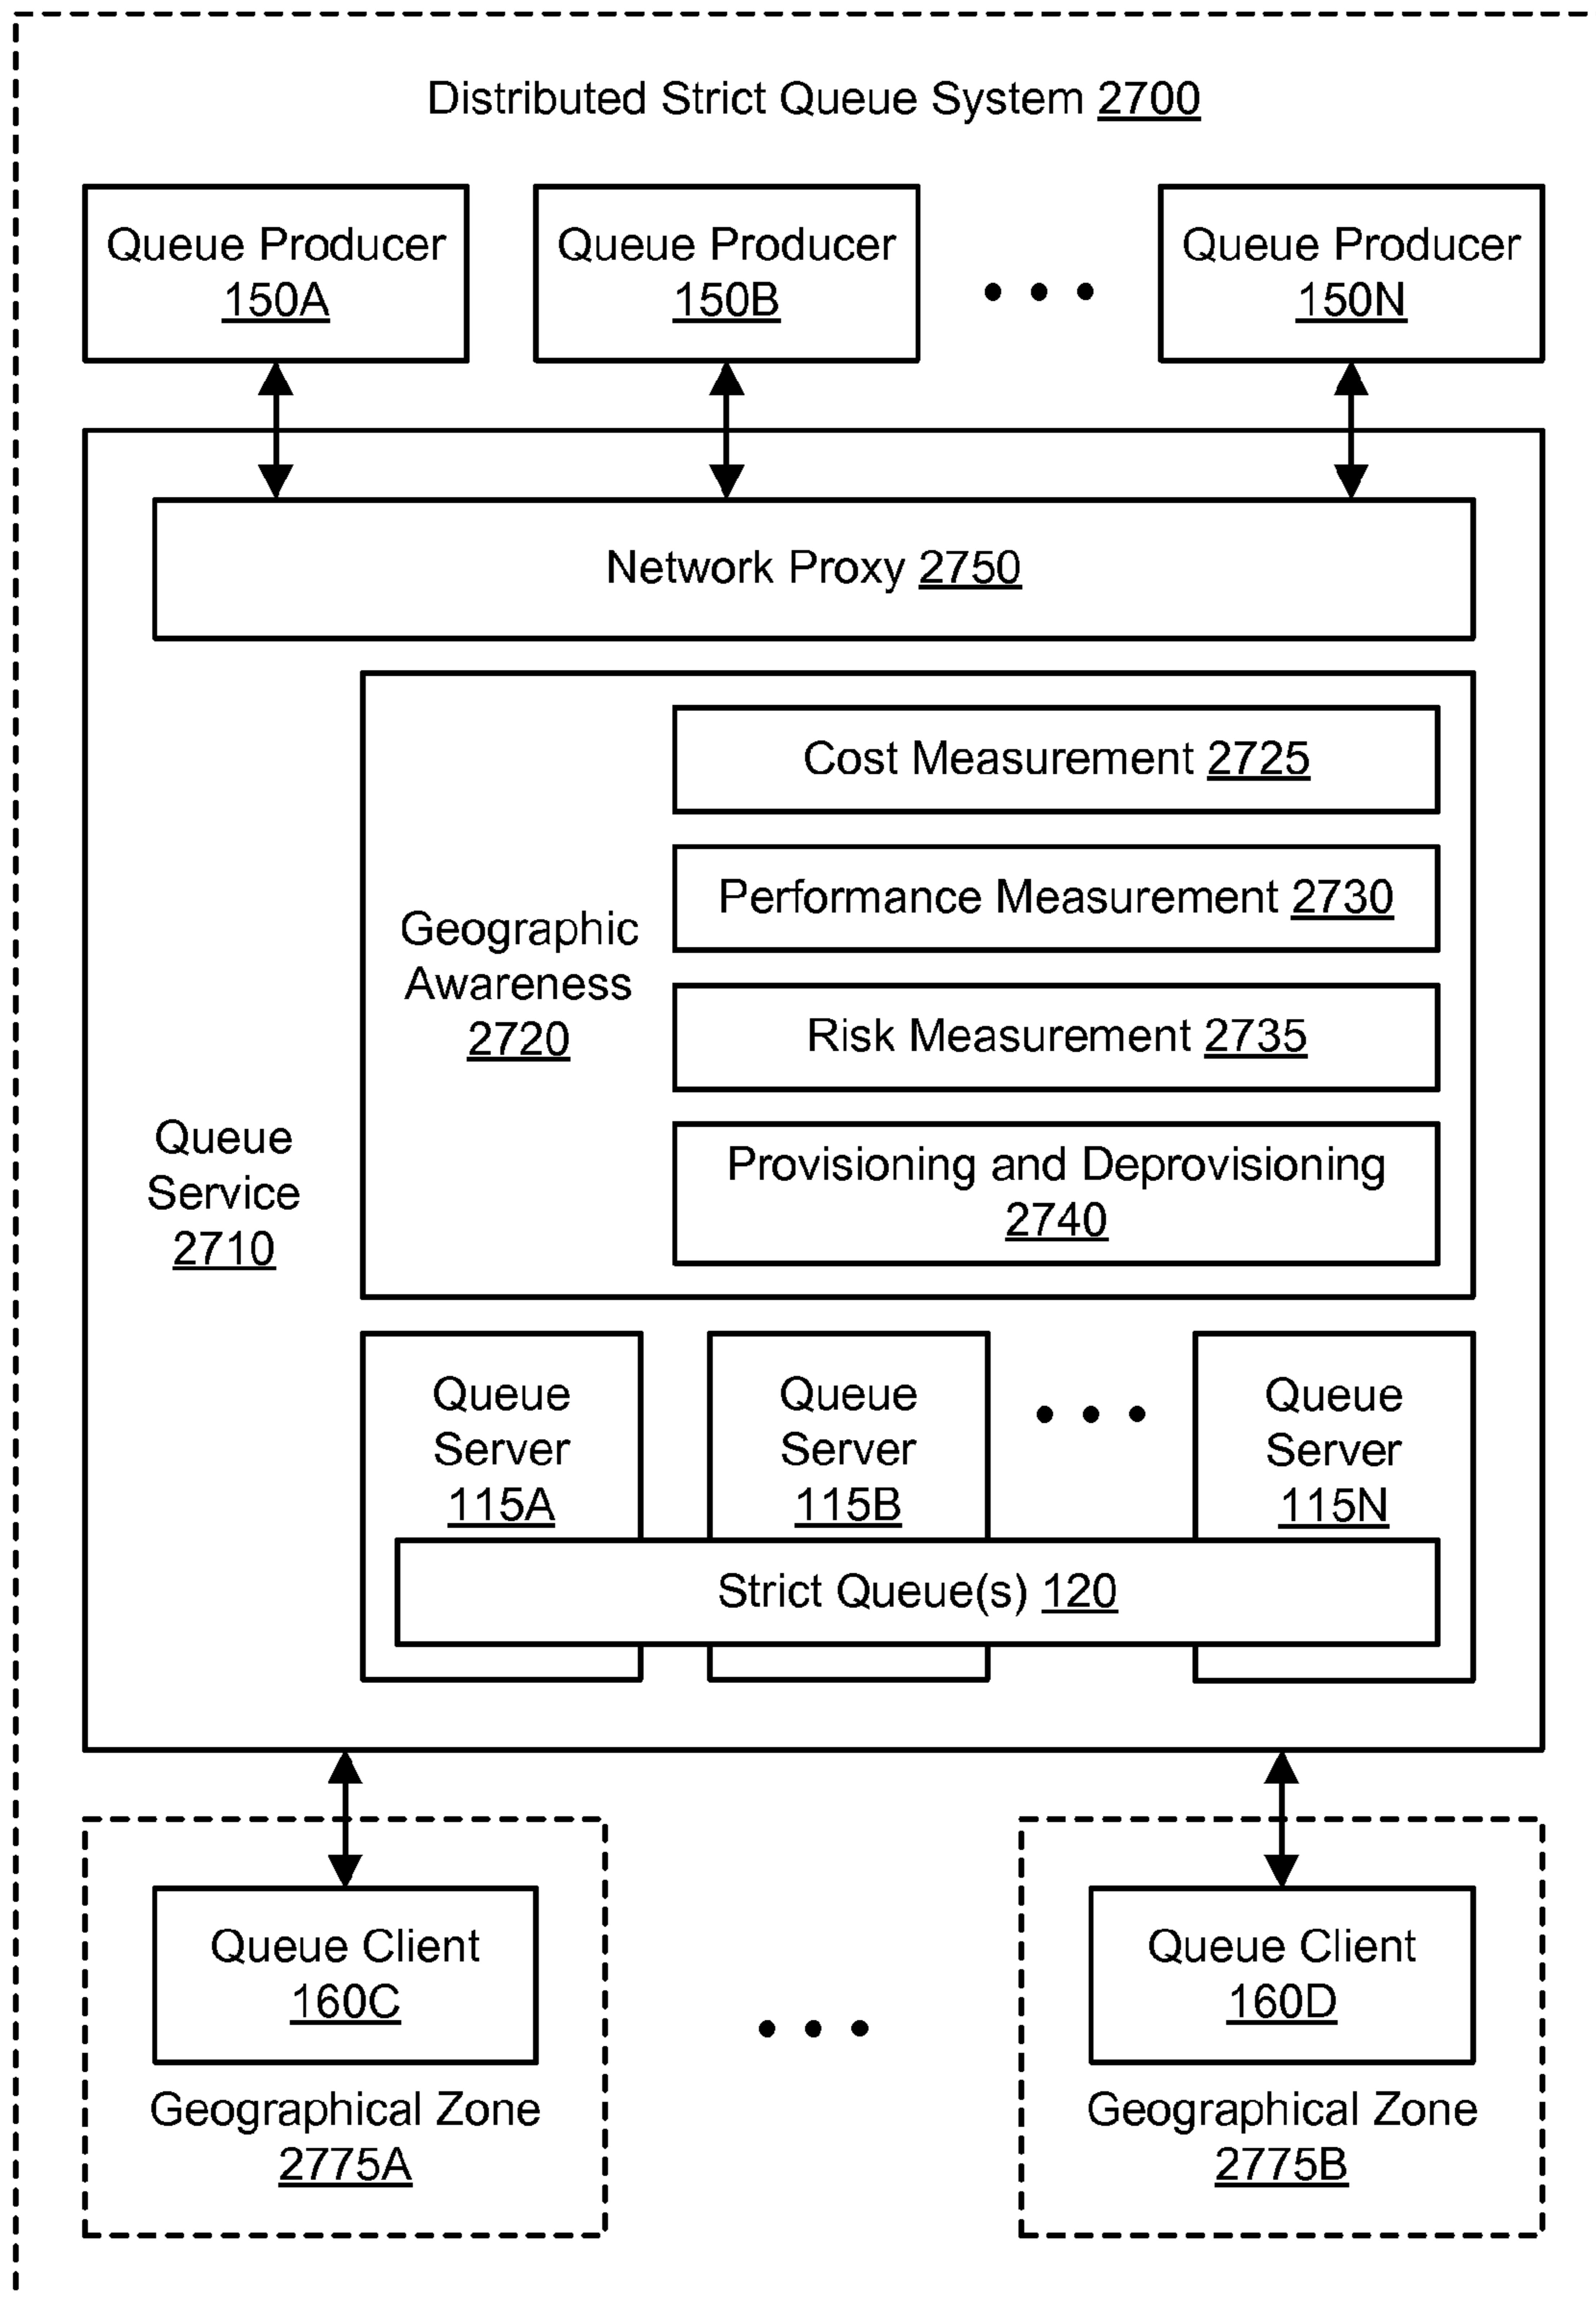 Distributed Strict Queue System 2700
Queue Producer
150A
Queue Producer
150B
Queue Producer
150N
Network Proxy 2750
Cost Measurement 2725
Performance Measurement 2730
Geographic
Awareness
2720
Risk Measurement 2735
Provisioning and Deprovisioning
2740
Queue
Service
2710
Queue
Server
115A
Queue
Server
115B
Queue
Server
115N
Strict Queue(s) 120
Queue Client
160C
Geographical Zone
2775A
Queue Client
160D
Geographical Zone
2775B